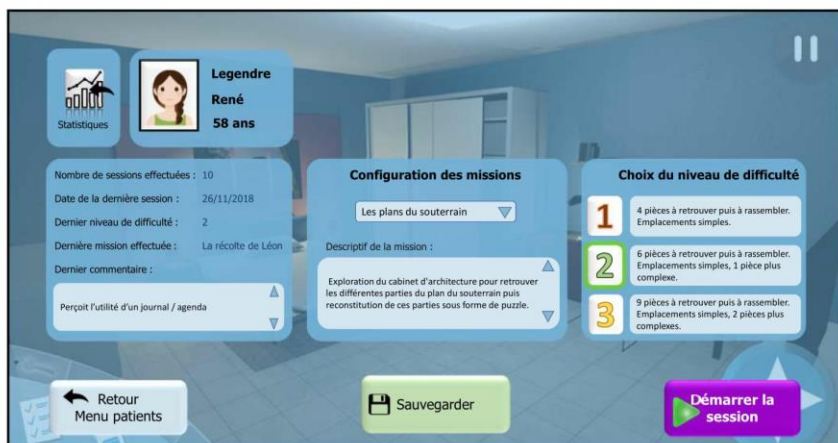 Statistiques
Legendre
René
58 ans
Nombre de sessions effectuées : 10
Date de la dernière session : 26/11/2018
Dernier niveau de difficulté : 2
Dernière mission effectuée : La récolte de Léon
Dernier commentaire :
Perçoit l'utilité d'un journal / agenda
Configuration des missions
Les plans du souterrain
Descriptif de la mission :
Exploration du cabinet d'architecture pour retrouver
les différentes parties du plan du souterrain puis
reconstitution de ces parties sous forme de puzzle.
Choix du niveau de difficulté
1
4 pièces à retrouver puis à rassembler.
Emplacements simples.
2
6 pièces à retrouver puis à rassembler.
Emplacements simples, 1 pièce plus
complexe.
3
9 pièces à retrouver puis à rassembler.
Emplacements simples, 2 pièces plus
complexes.
Retour
Menu patients
Sauvegarder
Démarrer la
session